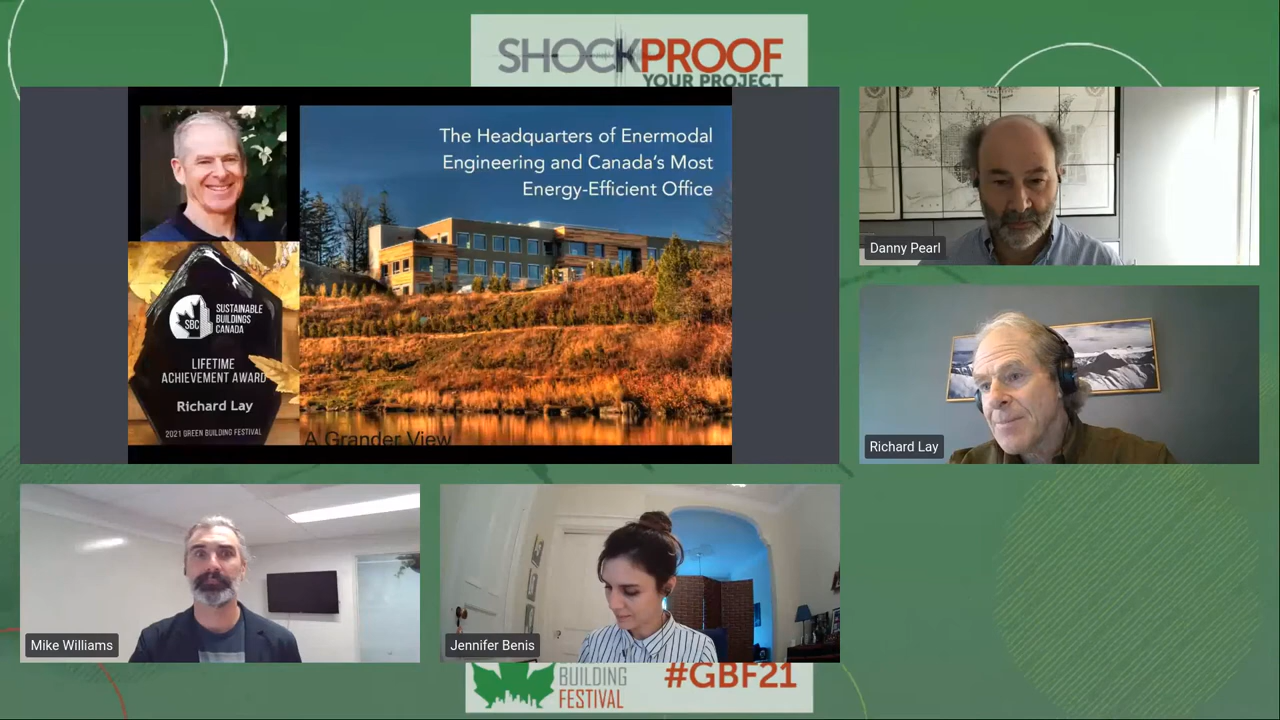 SHOCKPROOF
YOUR PROJECT
The Headquarters of Enermodal
Engineering and Canada's Most
Energy-Efficient Office
SBC
SUSTAINABLE
BUILDINGS
CANADA
LIFETIME
ACHIEVEMENT AWARD
Richard Lay
2021 GREEN BUILDING FESTIVAL
A Grander View
Danny Pearl
Richard Lay
Mike Williams
Jennifer Benis
BUILDING
FESTIVAL
#GBF21